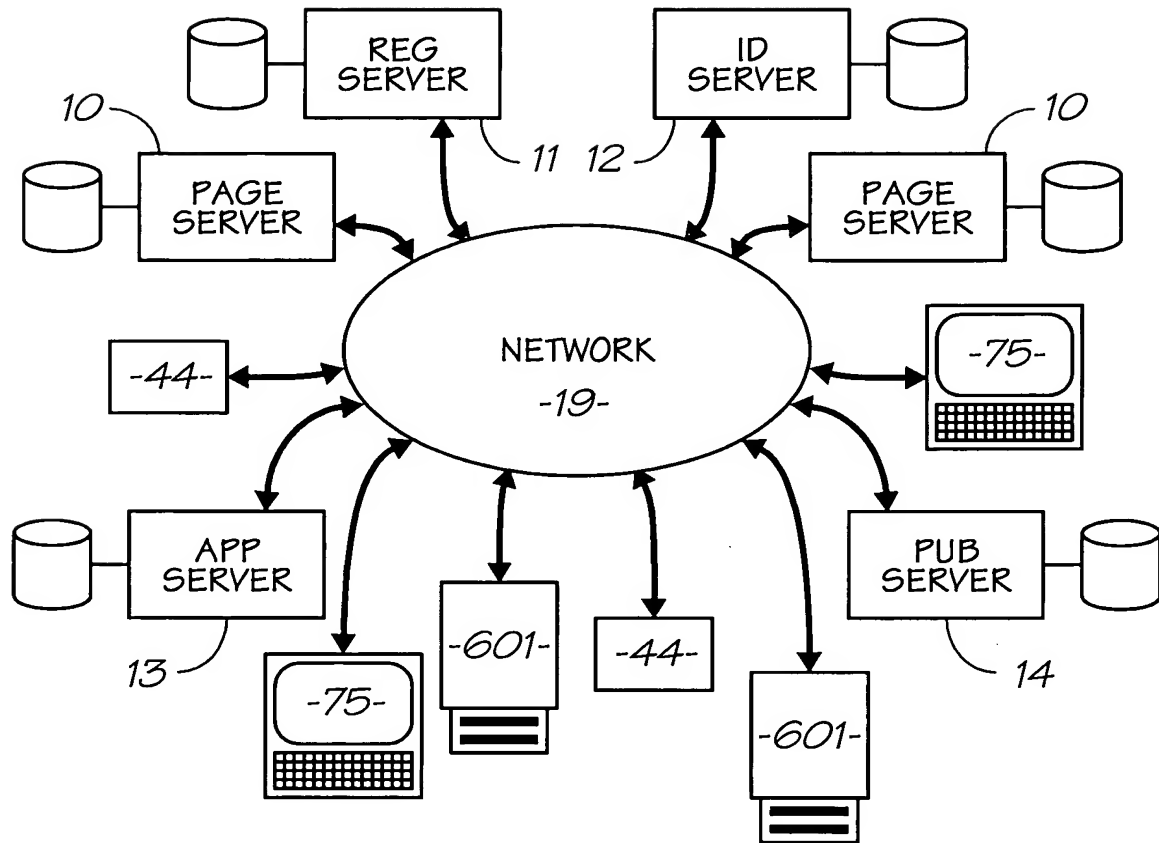 REG
SERVER
ID
SERVER
10
11
12
10
PAGE
SERVER
PAGE
SERVER
NETWORK
-19-
-75-
-44-
APP
SERVER
PUB
SERVER
-601-
-44-
13
14
-75-
-601-